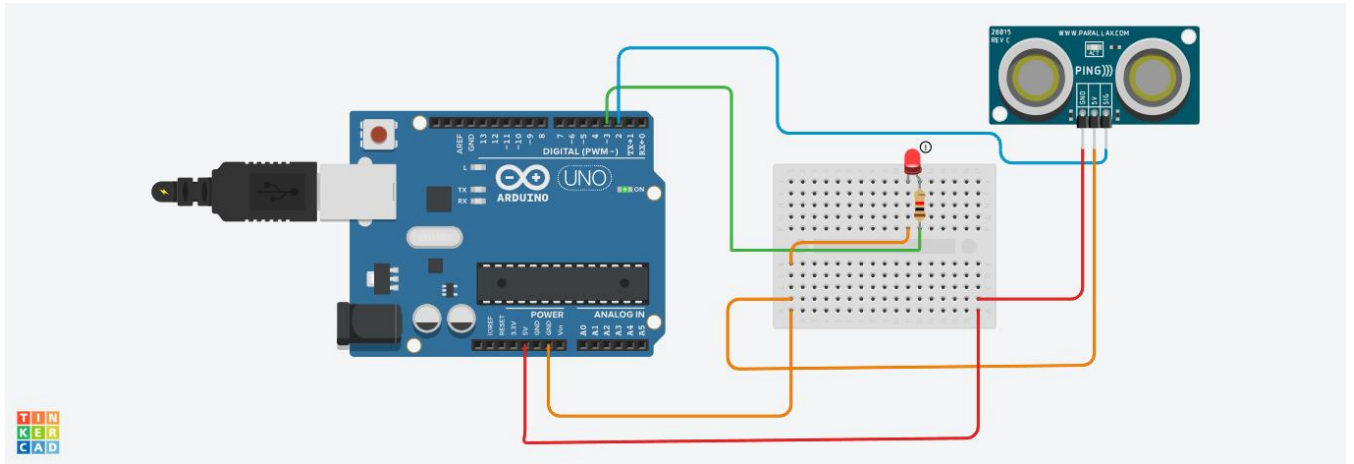 28015
REV C
WWW.PARALLAX.COM
ACT
PING)))
GND
5V
SIG
AREF
GND
13
12
~11
~10
~9
8
7
~6
~5
4
~3
2
TX→1
RX←0
DIGITAL (PWM~)
L
TX
RX
UNO
ARDUINO
ON
POWER
ANALOG IN
IOREF
RESET
3.3V
5V
GND
GND
Vin
A0
A1
A2
A3
A4
A5
TIN
KER
CAD